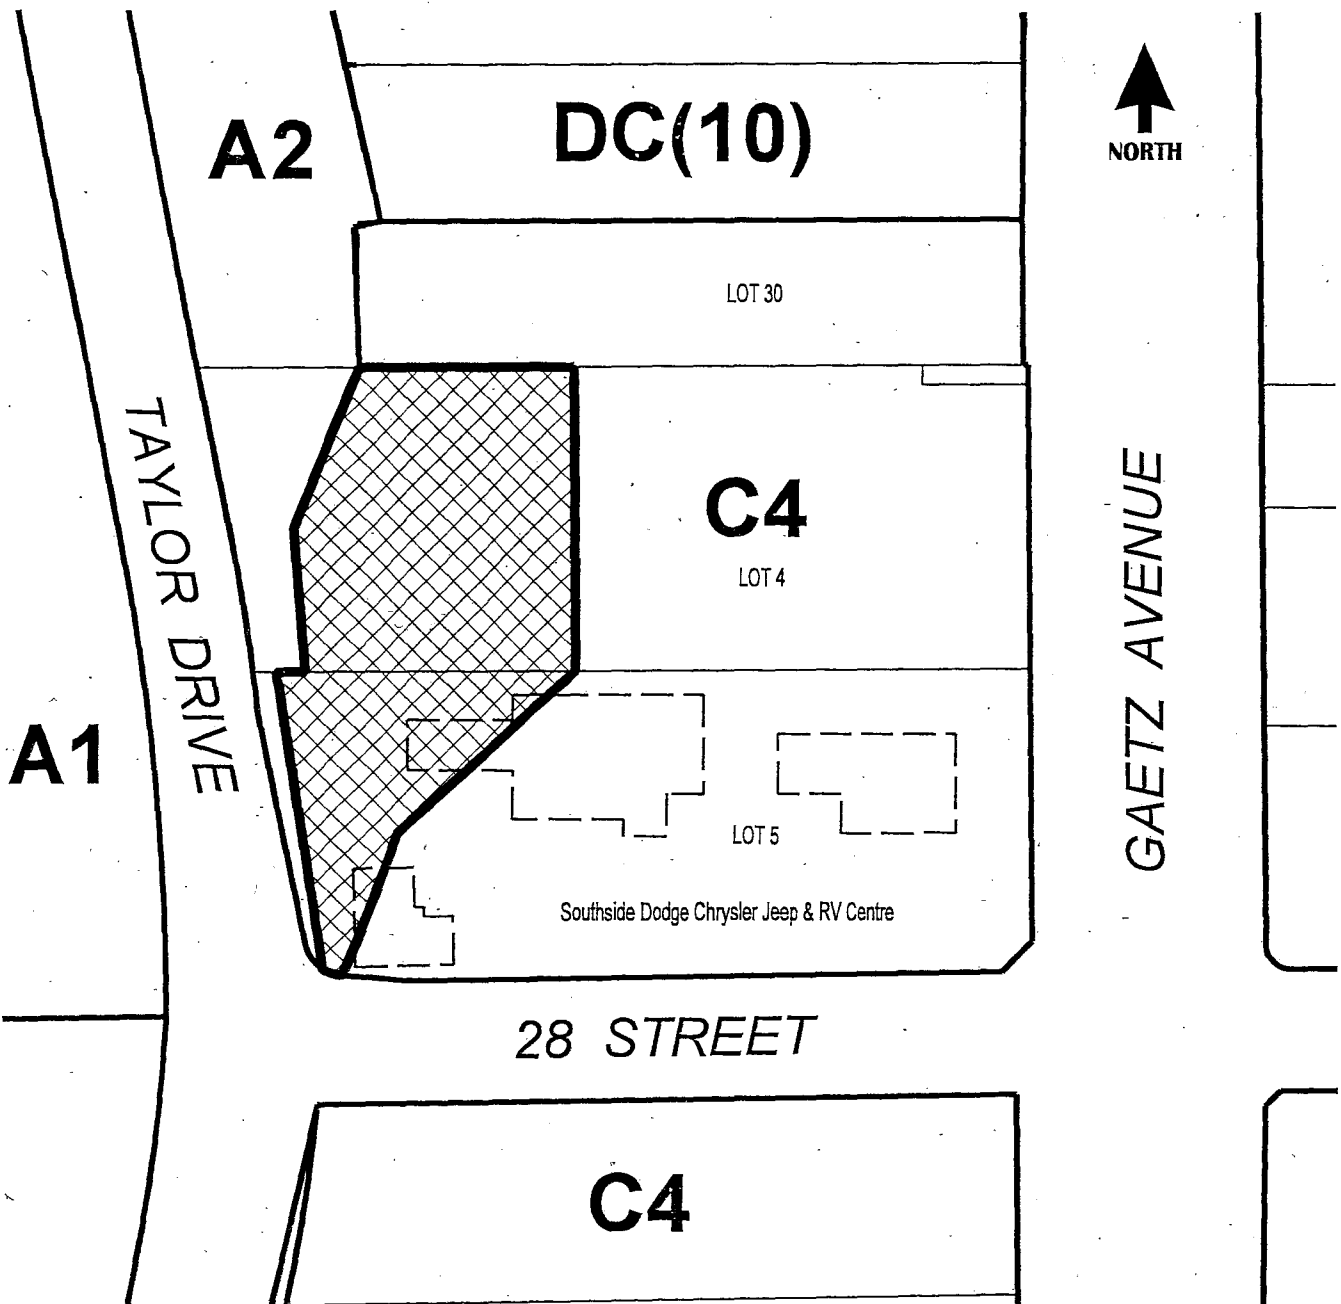 A2
DC(10)
NORTH
LOT 30
TAYLOR DRIVE
C4
LOT 4
GAETZ AVENUE
A1
LOT 5
Southside Dodge Chrysler Jeep & RV Centre
28 STREET
C4